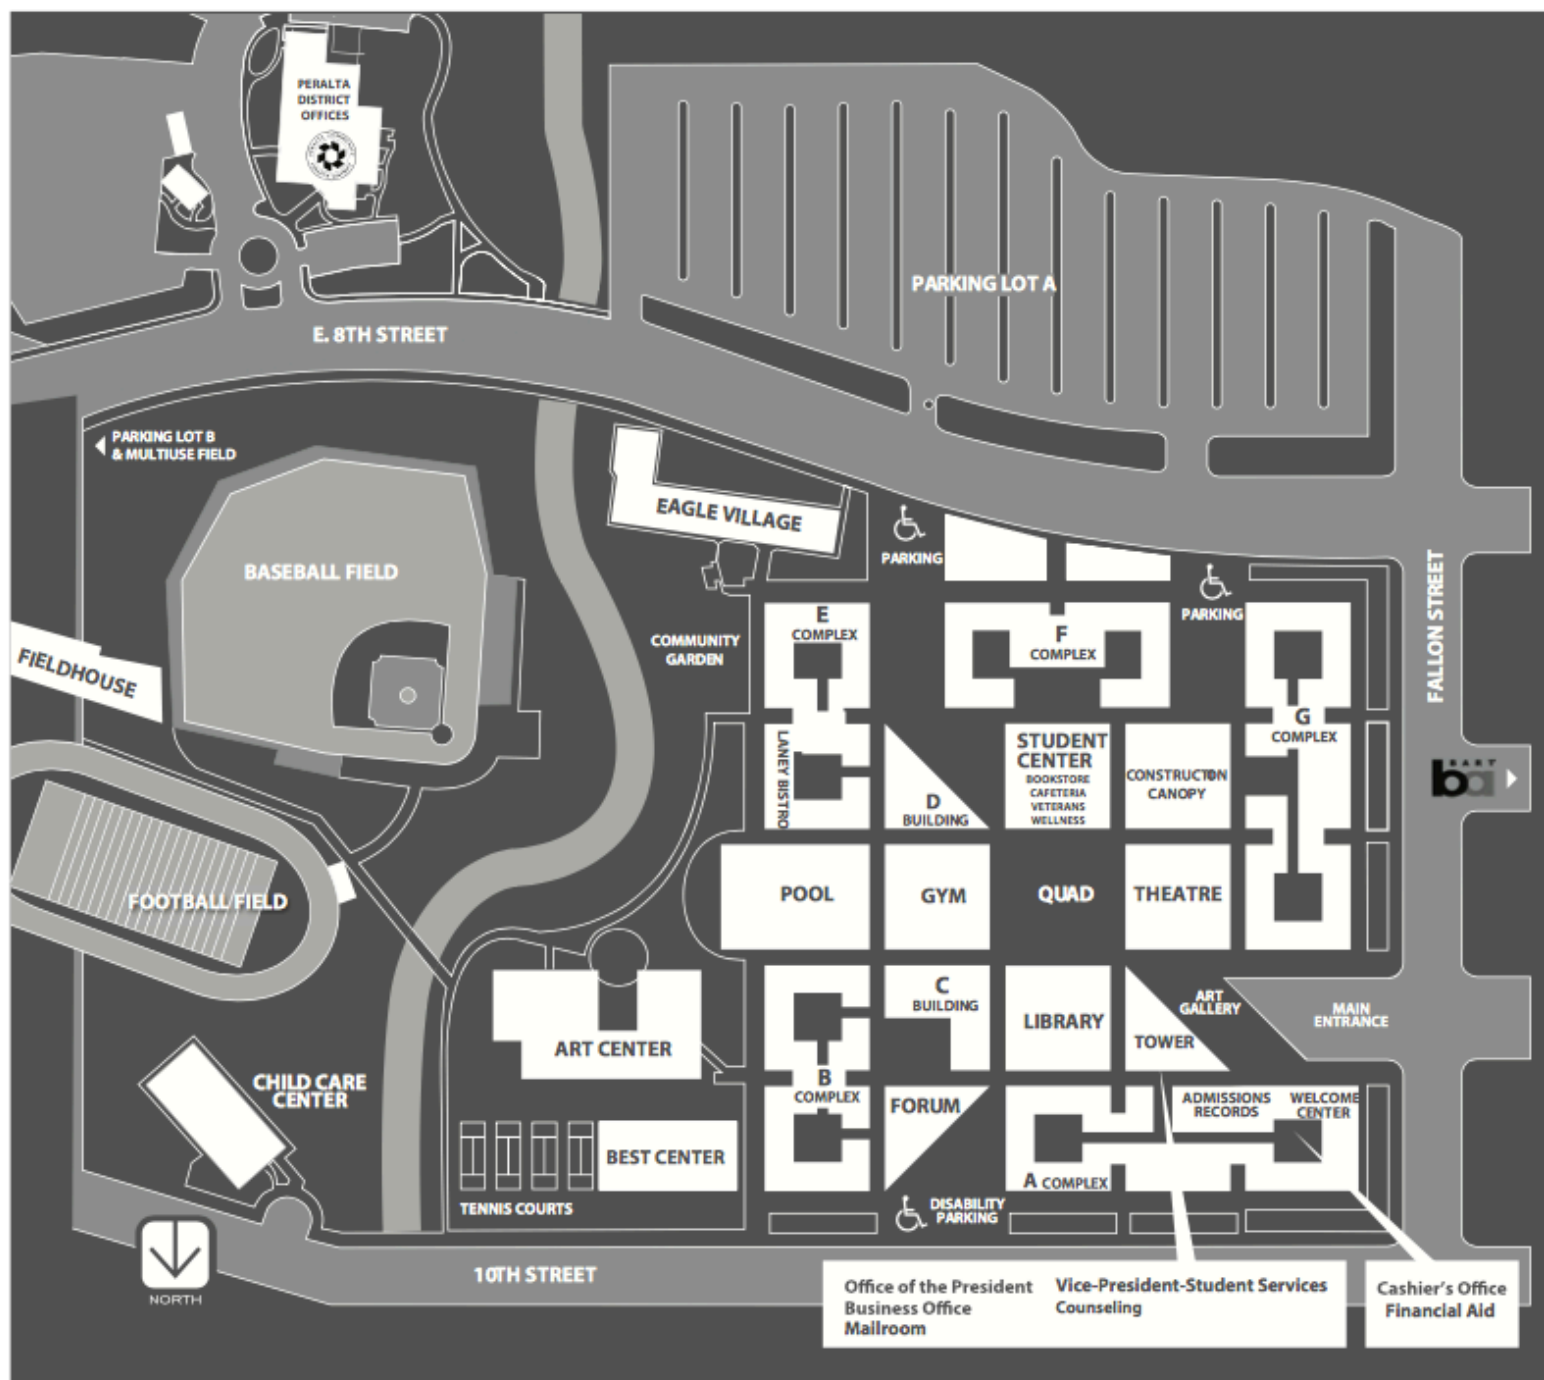 PERALTA
DISTRICT
OFFICES
PARKING LOT A
E. 8TH STREET
PARKING LOT B
& MULTIUSE FIELD
EAGLE VILLAGE
PARKING
BASEBALL FIELD
PARKING
FALLON STREET
E
COMPLEX
F
COMPLEX
COMMUNITY
GARDEN
FIELDHOUSE
G
COMPLEX
LANEY BISTRO
STUDENT
CENTER
BOOKSTORE
CAFETERIA
VETERANS
WELLNESS
CONSTRUCTON
CANOPY
BART
ba
D
BUILDING
FOOTBALL FIELD
POOL
GYM
QUAD
THEATRE
C
BUILDING
LIBRARY
ART
GALLERY
MAIN
ENTRANCE
TOWER
ART CENTER
CHILD CARE
CENTER
B
COMPLEX
FORUM
ADMISSIONS
RECORDS
WELCOME
CENTER
BEST CENTER
A COMPLEX
TENNIS COURTS
DISABILITY
PARKING
NORTH
10TH STREET
Office of the President
Business Office
Mailroom
Vice-President-Student Services
Counseling
Cashier's Office
Financial Aid